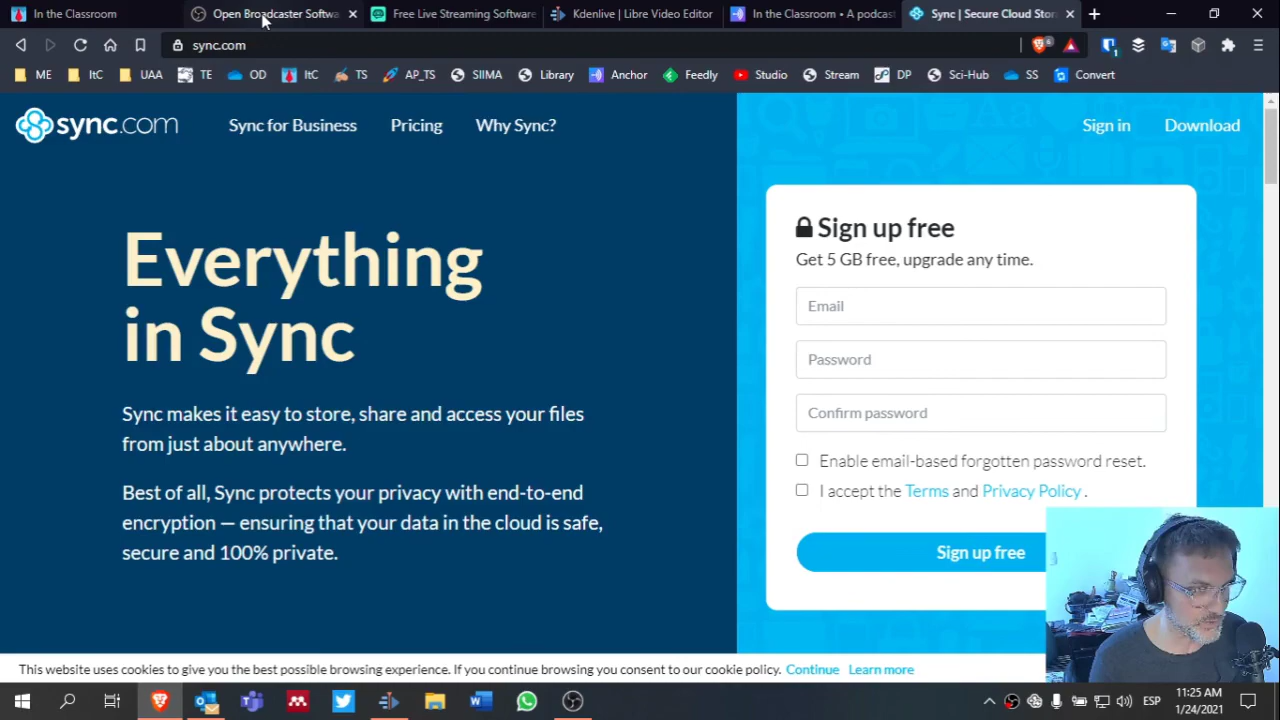 In the Classroom
Open Broadcaster Softwa
Free Live Streaming Software
Kdenlive | Libre Video Editor
In the Classroom • A podcast
Sync | Secure Cloud Stor
sync.com
ME
ItC
UAA
TE
OD
ItC
TS
AP_TS
SIIMA
Library
Anchor
Feedly
Studio
Stream
DP
Sci-Hub
SS
Convert
sync.com
Sync for Business
Pricing
Why Sync?
Sign in
Download
Everything
in Sync
Sync makes it easy to store, share and access your files
from just about anywhere.
Best of all, Sync protects your privacy with end-to-end
encryption — ensuring that your data in the cloud is safe,
secure and 100% private.
Sign up free
Get 5 GB free, upgrade any time.
Email
Password
Confirm password
Enable email-based forgotten password reset.
I accept the Terms and Privacy Policy .
Sign up free
This website uses cookies to give you the best possible browsing experience. If you continue browsing you consent to our cookie policy. Continue Learn more
ESP
11:25 AM
1/24/2021